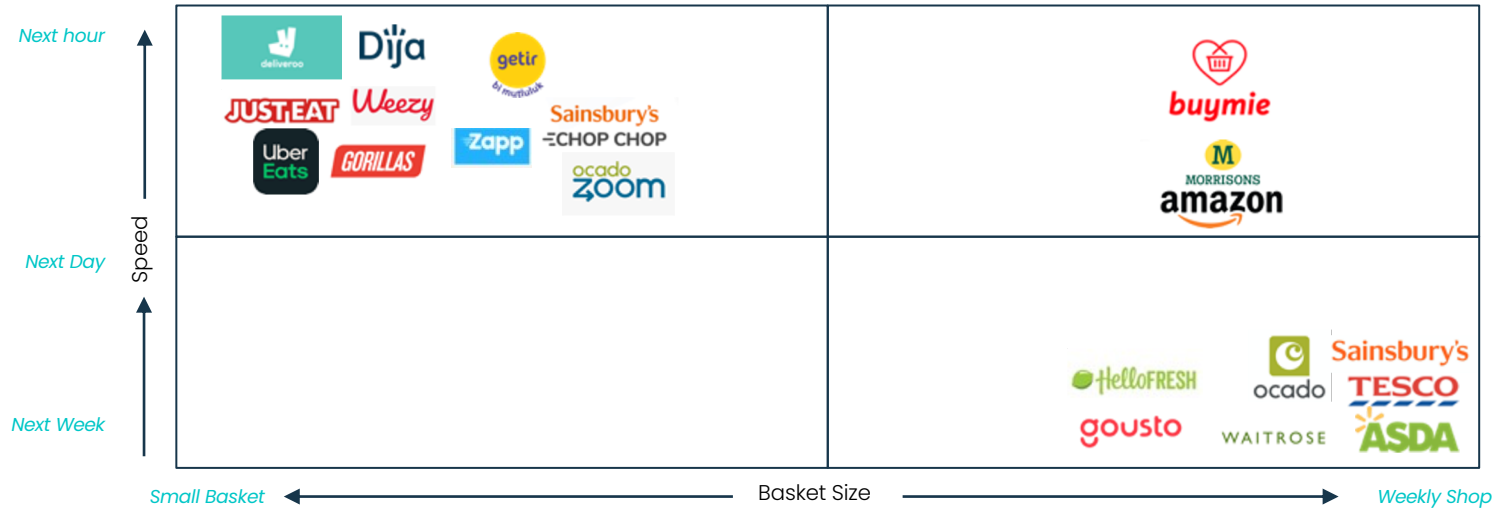 Next hour
deliveroo
Dija
getir
bi mutluluk
buymie
JUST EAT
Weezy
Sainsbury's
CHOP CHOP
Zapp
Uber
Eats
GORILLAS
ocado
zoom
M
MORRISONS
amazon
Speed
Next Day
HelloFRESH
ocado
Sainsbury's
TESCO
Next Week
gousto
WAITROSE
ASDA
Small Basket
Basket Size
Weekly Shop